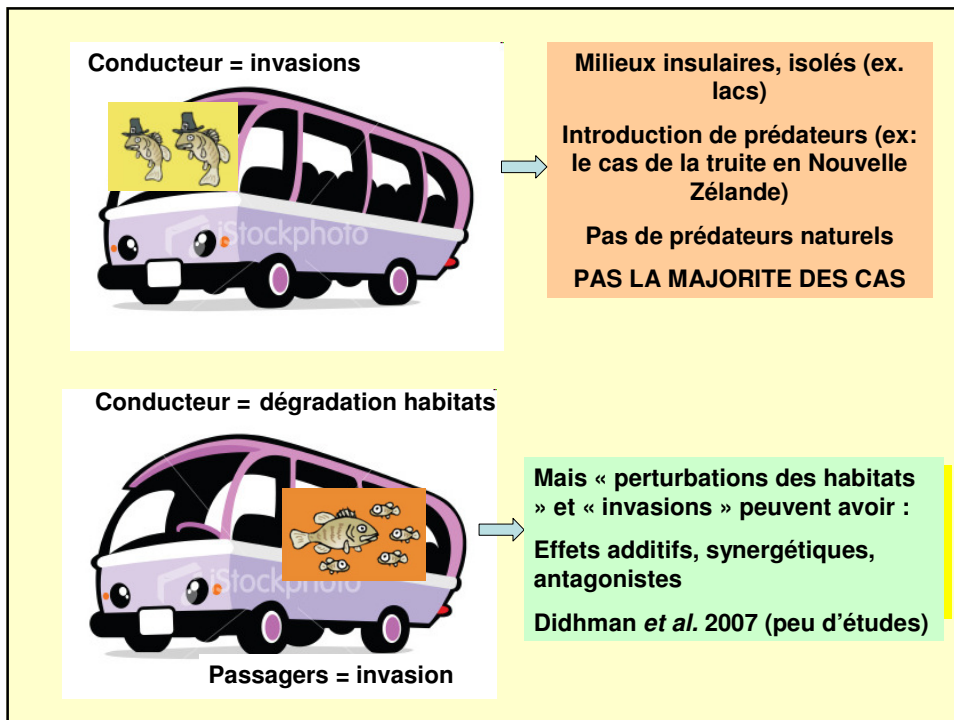 Conducteur = invasions
iStockphoto
Milieux insulaires, isolés (ex.
lacs)
Introduction de prédateurs (ex:
le cas de la truite en Nouvelle
Zélande)
Pas de prédateurs naturels
PAS LA MAJORITE DES CAS
Conducteur = dégradation habitats
iStockphoto
Passagers = invasion
Mais « perturbations des habitats
» et « invasions » peuvent avoir :
Effets additifs, synergétiques,
antagonistes
Didhman et al. 2007 (peu d'études)